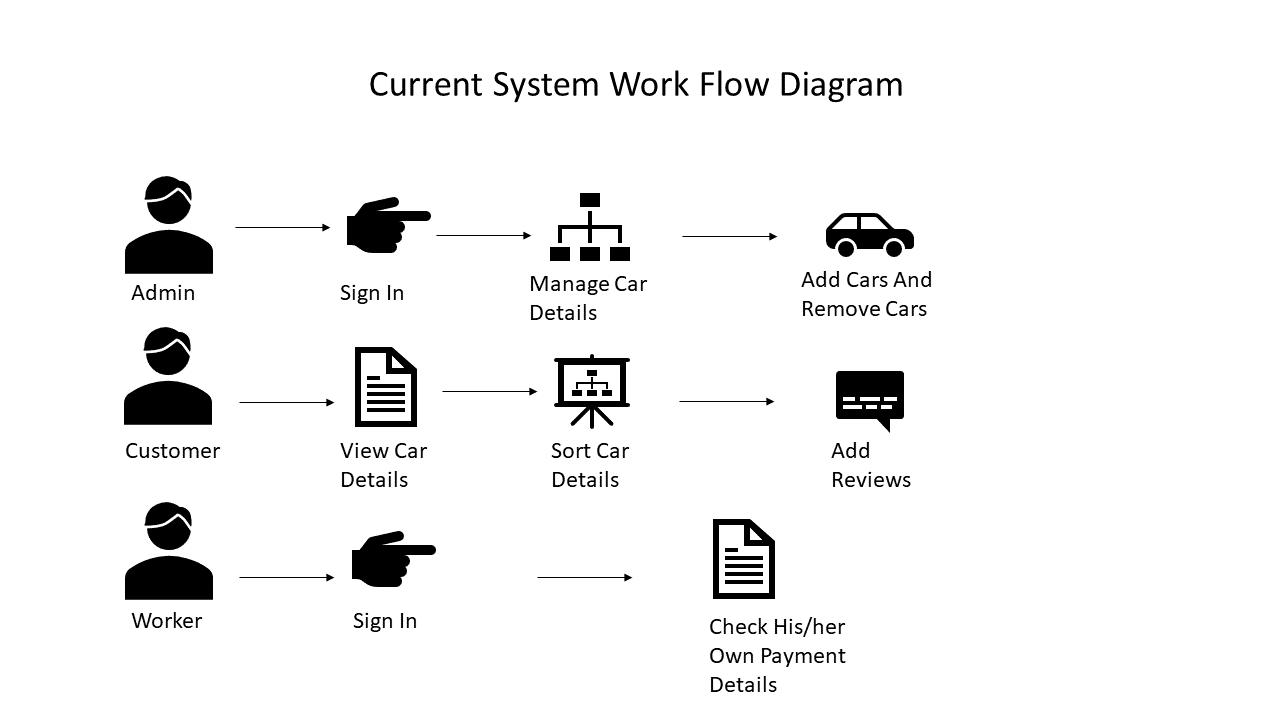 Current System Work Flow Diagram
Admin
Sign In
Manage Car
Details
Add Cars And
Remove Cars
Customer
View Car
Details
Sort Car
Details
Add
Reviews
Worker
Sign In
Check His/her
Own Payment
Details